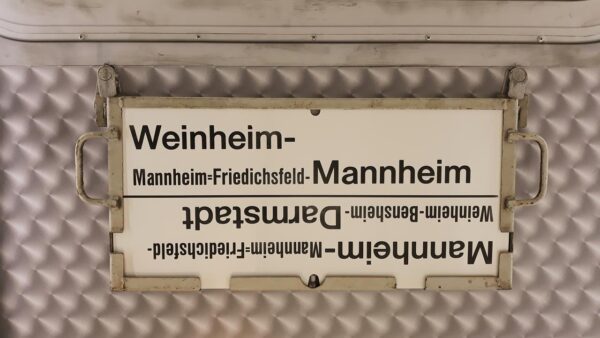 Weinheim-
Mannheim=Friedichsfeld-Mannheim
Mannheim-Mannheim=Friedichsfeld-
Weinheim-Bensheim-Darmstadt